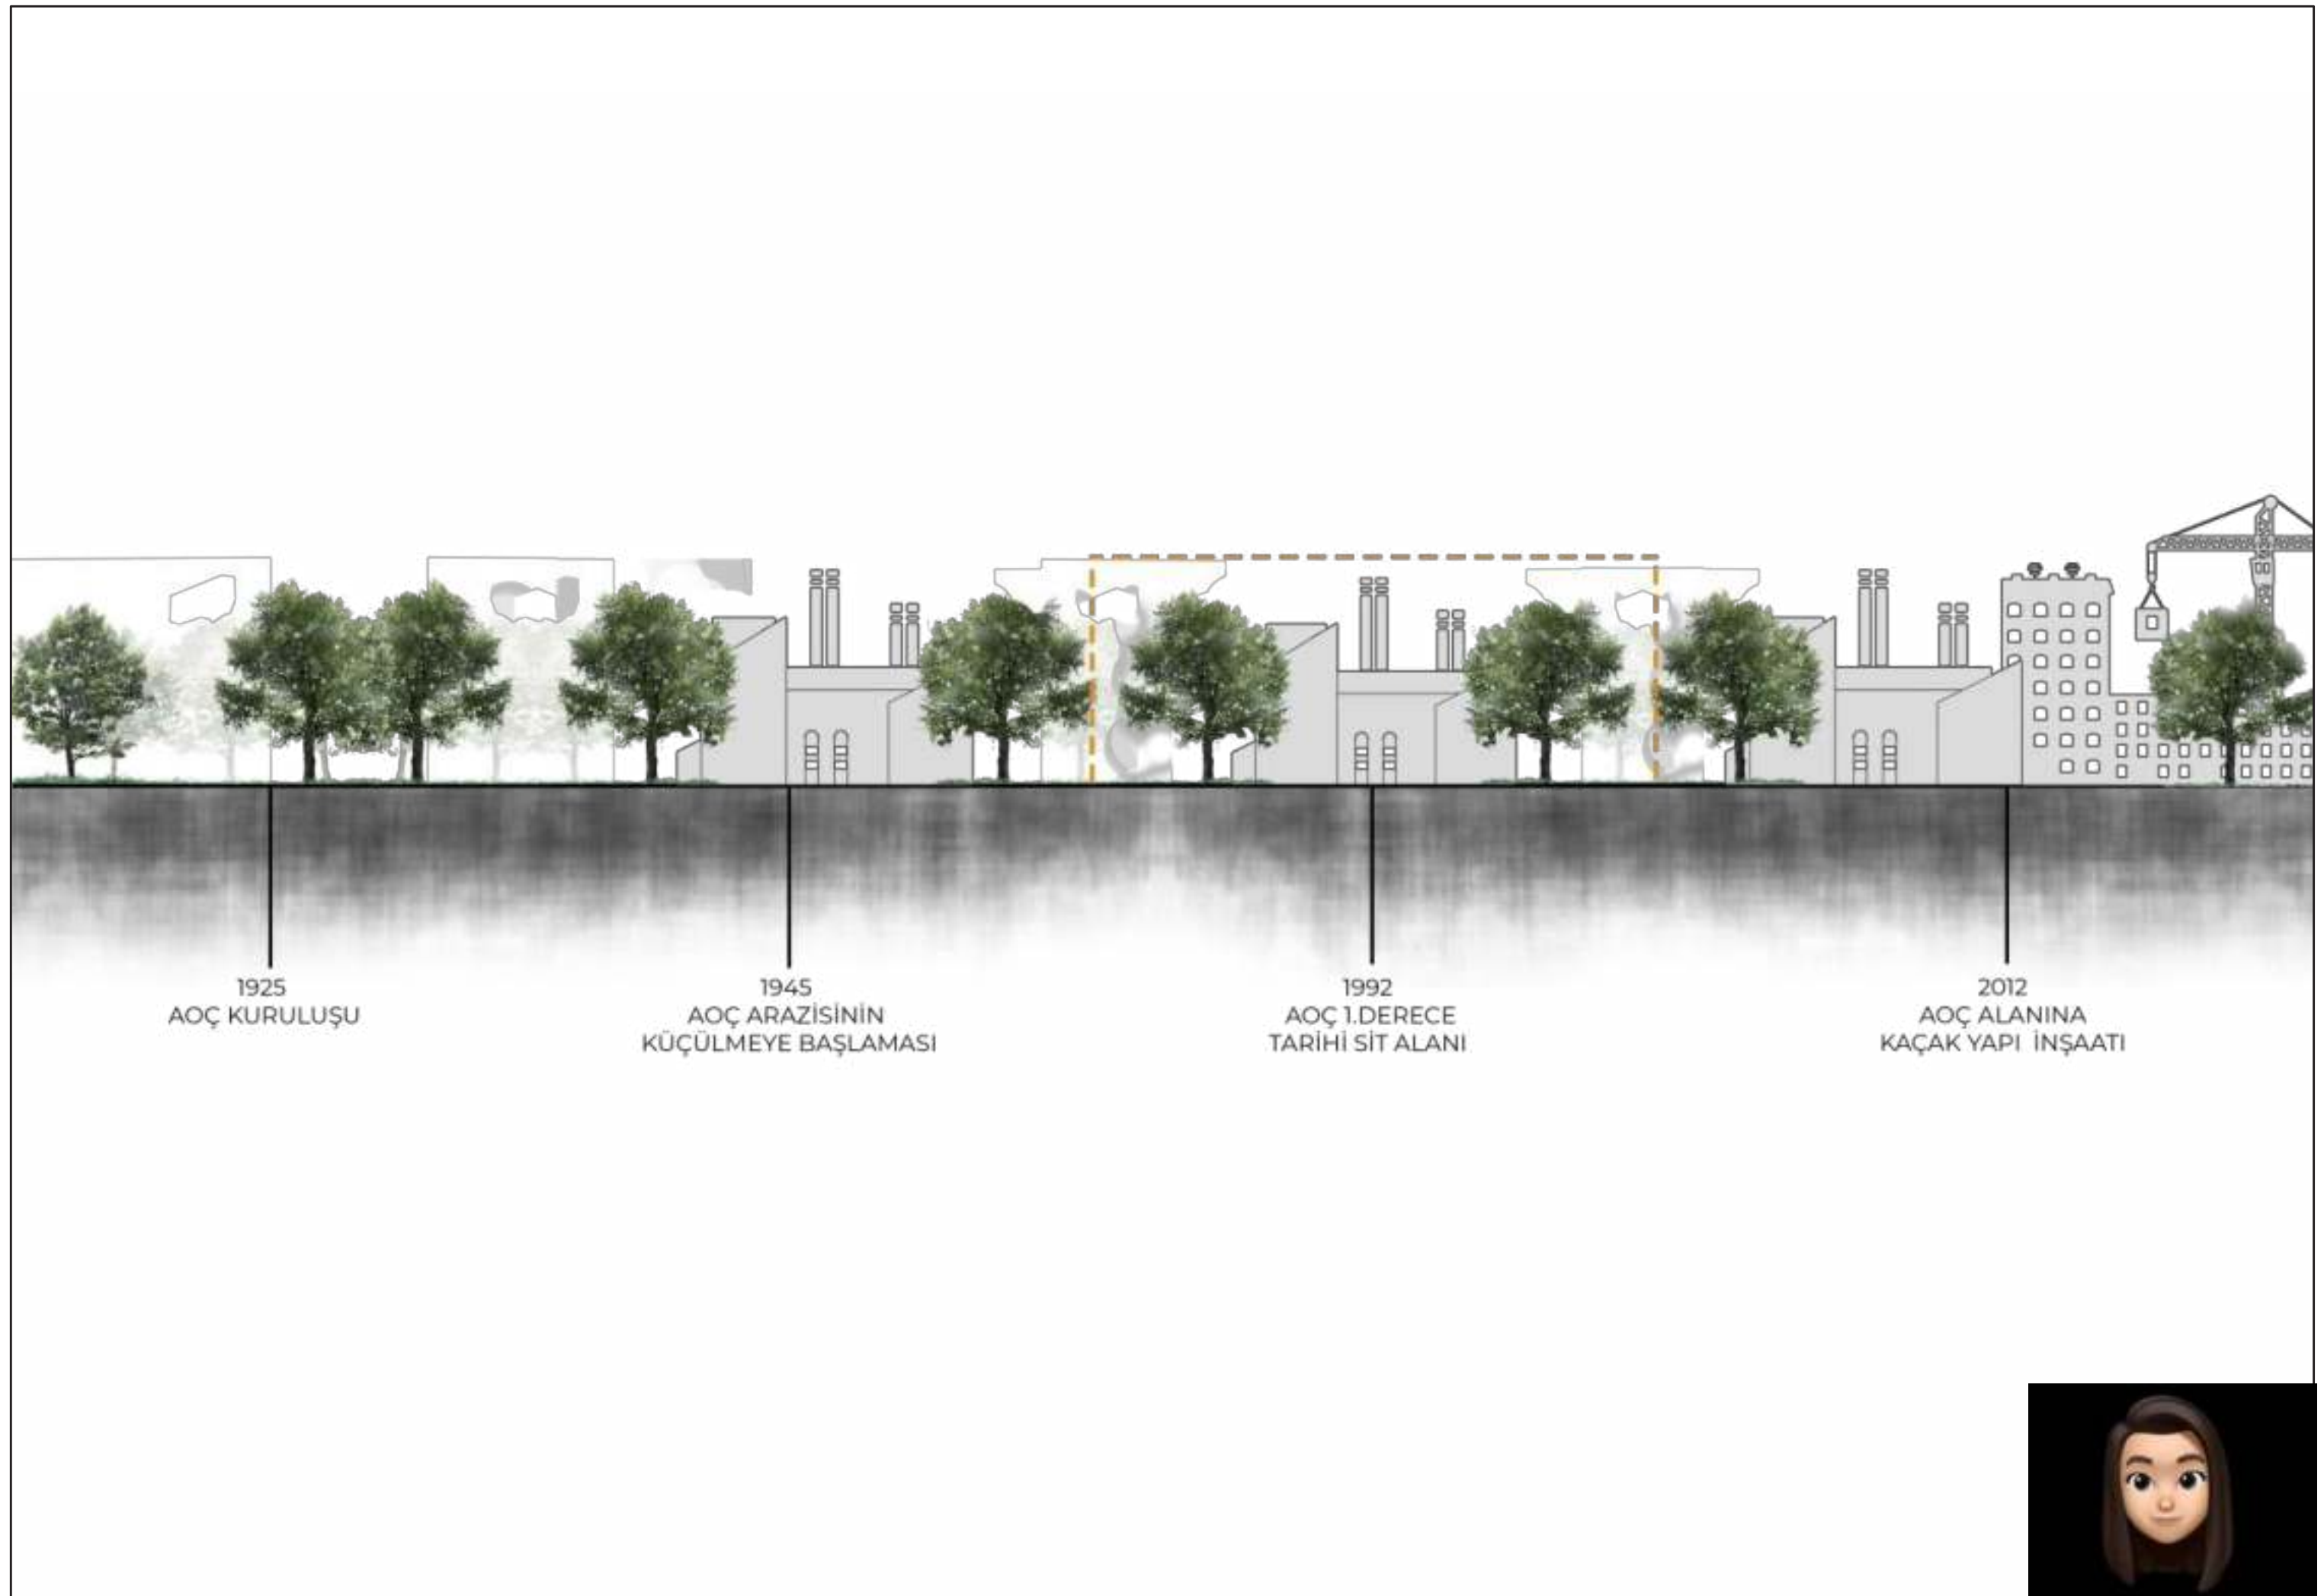 1925
AOÇ KURULUŞU
1945
AOÇ ARAZİSİNİN
KÜÇÜLMEYE BAŞLAMASI
1992
AOÇ 1.DERECE
TARİHİ SİT ALANI
2012
AOÇ ALANINA
KAÇAK YAPI İNŞAATI